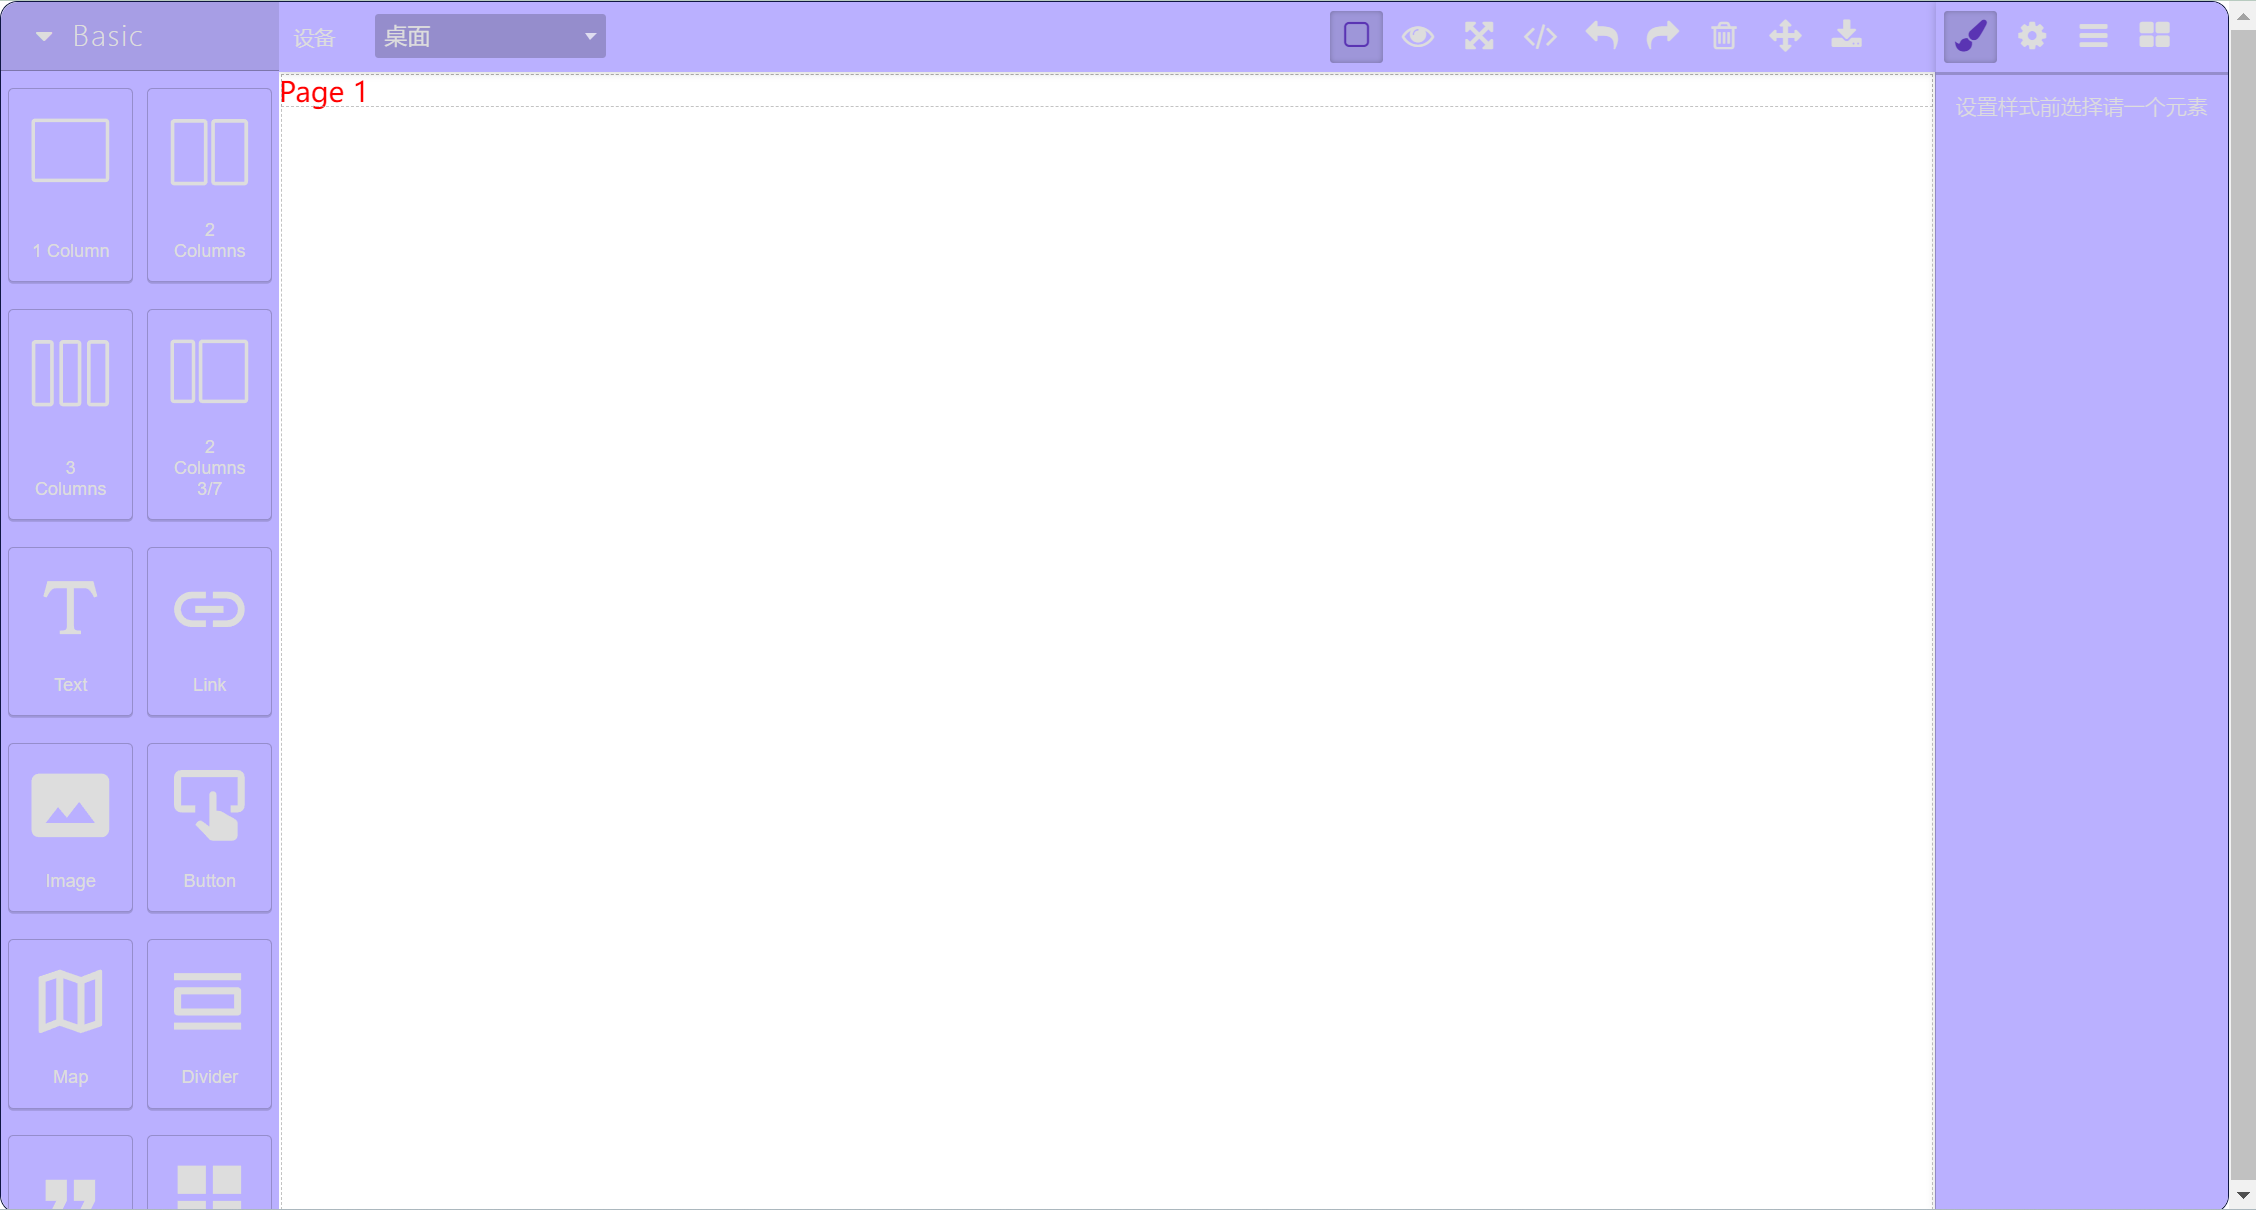 Basic
设备
桌面
Page 1
设置样式前选择请一个元素
1 Column
2
Columns
3
Columns
2
Columns
3/7
Text
Link
Image
Button
Map
Divider